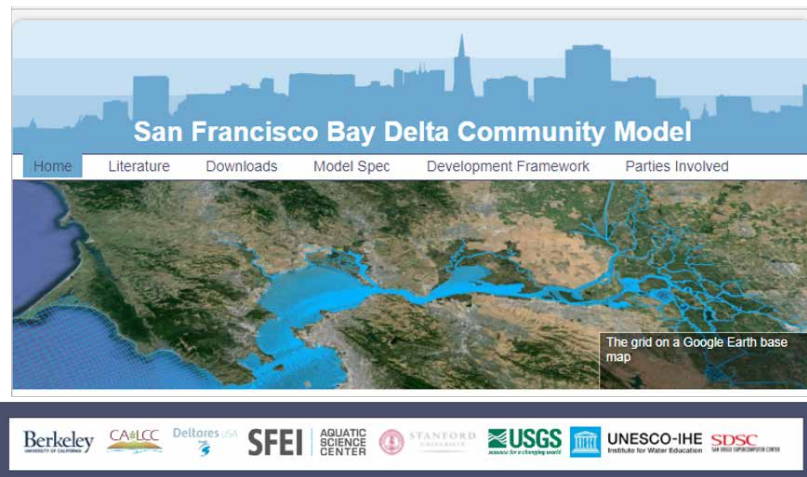 San Francisco Bay Delta Community Model
Home Literature Downloads Model Spec Development Framework Parties Involved
The grid on a Google Earth base
map
Berkeley
UNIVERSITY OF CALIFORNIA
CA LCC
Deltares USA
SFEI
AQUATIC
SCIENCE
CENTER
STANFORD
UNIVERSITY
USGS
science for a changing world
UNESCO-IHE
Institute for Water Education
SDSC
SAN DIEGO SUPERCOMPUTER CENTER